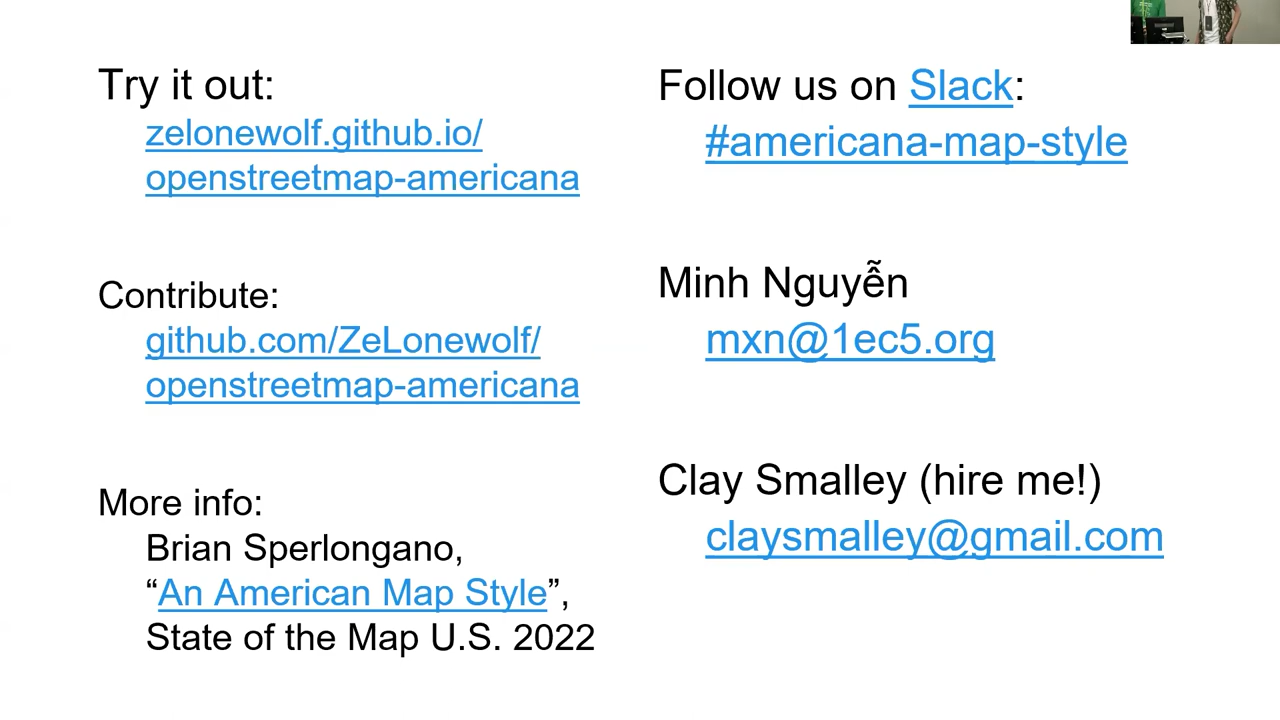 Try it out:
zelonewolf.github.io/
openstreetmap-americana
Contribute:
github.com/ZeLonewolf/
openstreetmap-americana
More info:
Brian Sperlongano,
“An American Map Style”,
State of the Map U.S. 2022
Follow us on Slack:
#americana-map-style
Minh Nguyễn
mxn@1ec5.org
Clay Smalley (hire me!)
claysmalley@gmail.com